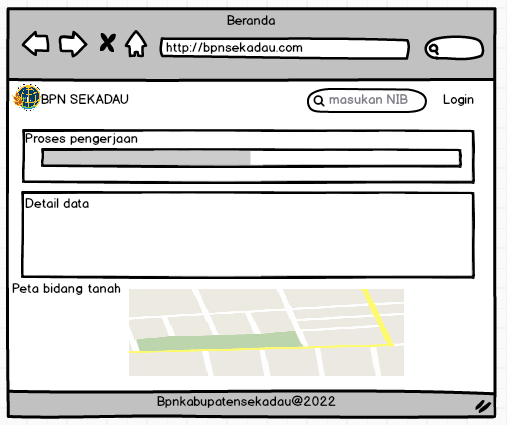 Beranda
http://bpnsekadau.com
BPN SEKADAU
masukan NIB
Login
Proses pengerjaan
Detail data
Peta bidang tanah
Bpnkabupatensekadau@2022